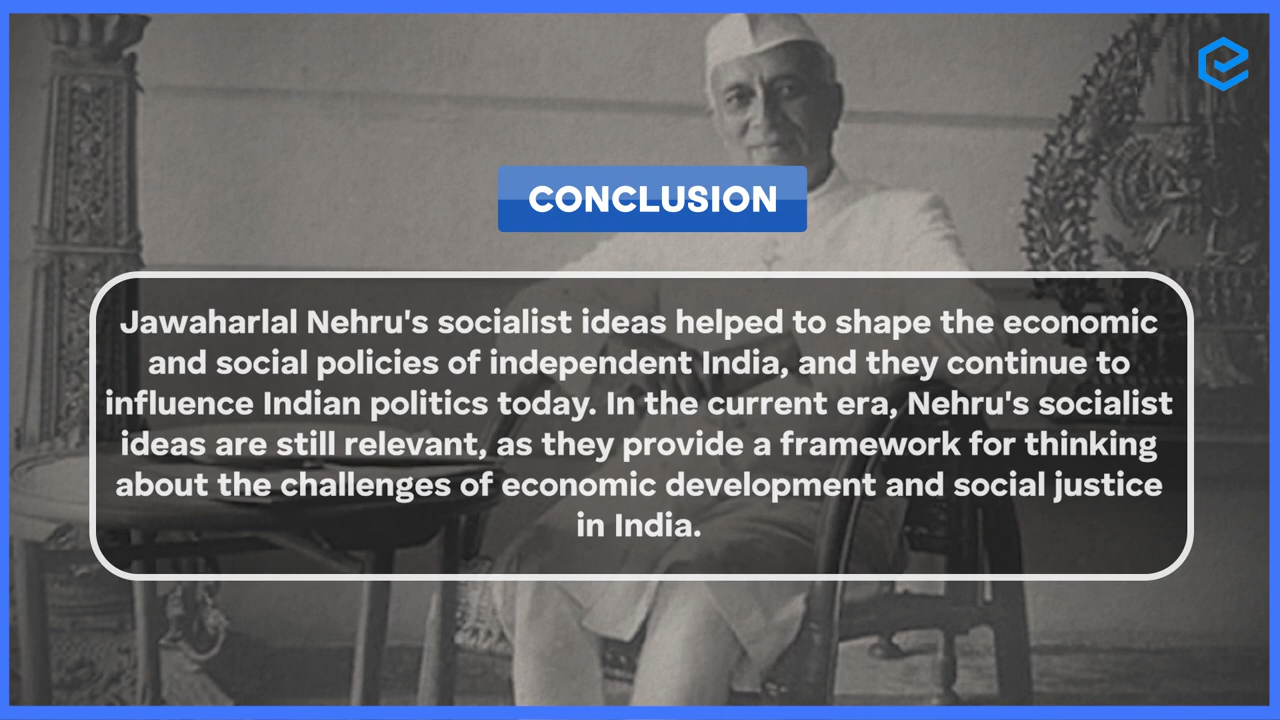 CONCLUSION
Jawaharlal Nehru's socialist ideas helped to shape the economic
and social policies of independent India, and they continue to
influence Indian politics today. In the current era, Nehru's socialist
ideas are still relevant, as they provide a framework for thinking
about the challenges of economic development and social justice
in India.